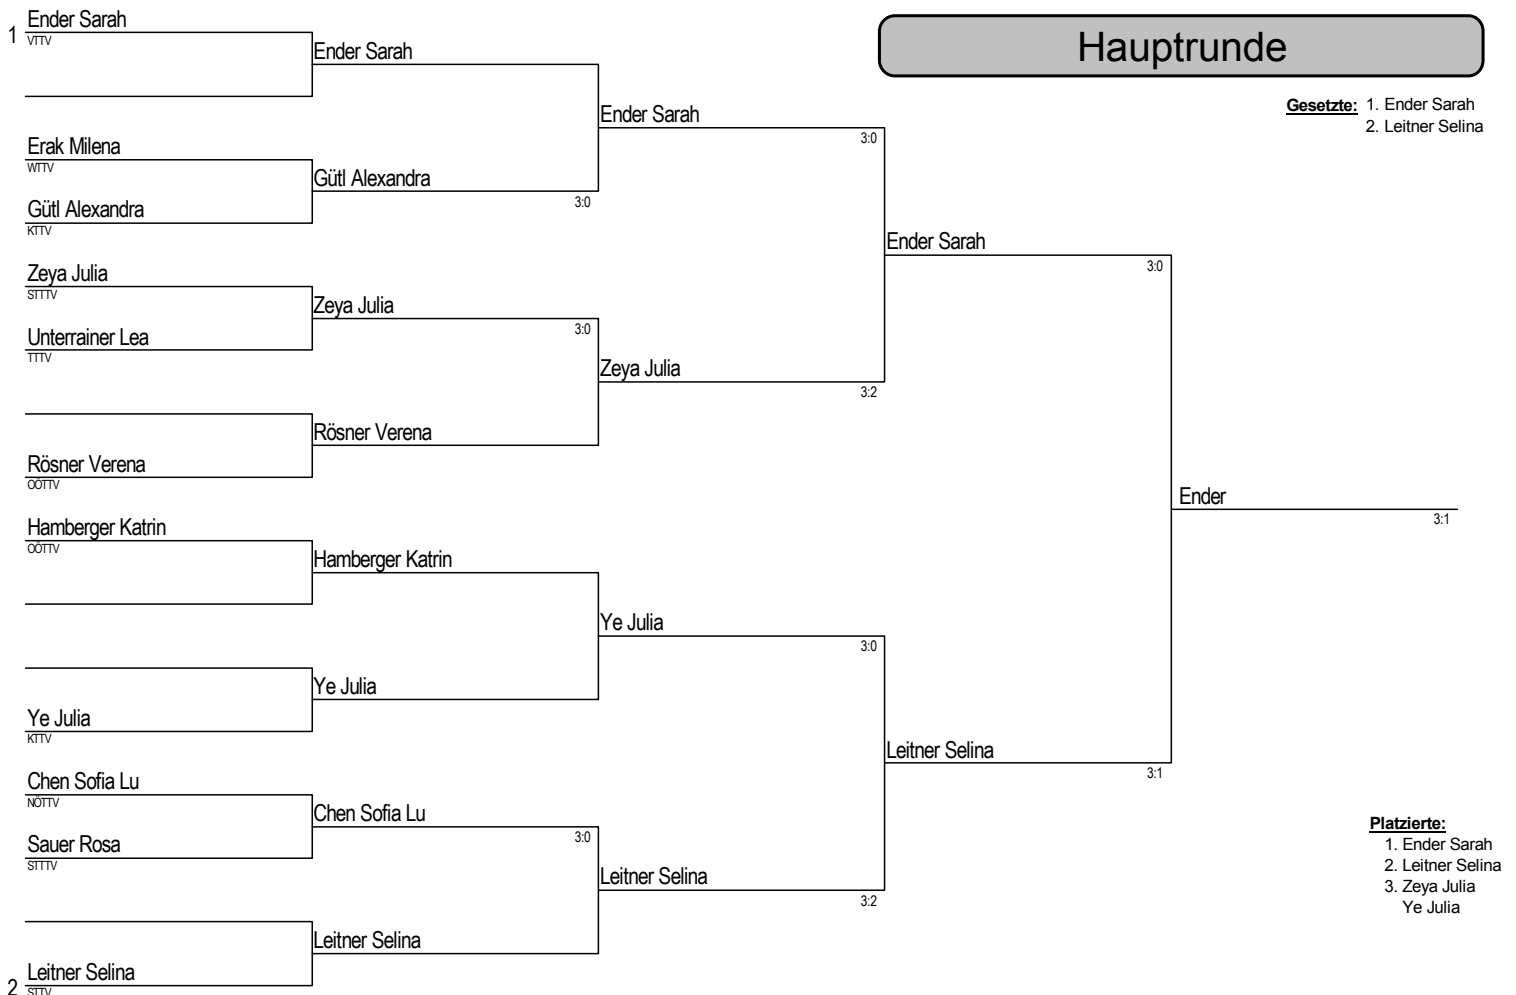 Hauptrunde
Gesetzte: 1. Ender Sarah
2. Leitner Selina
1 Ender Sarah
VTTV
Erak Milena
WTTV
Gütl Alexandra
KTTV
Zeya Julia
STTTV
Unterrainer Lea
TTTV
Rösner Verena
OÖTTV
Hamberger Katrin
OÖTTV
Ye Julia
KTTV
Chen Sofia Lu
NÖTTV
Sauer Rosa
STTTV
2 Leitner Selina
STTV
Ender Sarah
Gütl Alexandra
3:0
Zeya Julia
3:0
Rösner Verena
Hamberger Katrin
Ye Julia
Chen Sofia Lu
3:0
Leitner Selina
Ender Sarah
3:0
Zeya Julia
3:2
Ye Julia
3:0
Leitner Selina
3:2
Ender Sarah
3:0
Leitner Selina
3:1
Ender
3:1
Platzierte:
1. Ender Sarah
2. Leitner Selina
3. Zeya Julia
Ye Julia